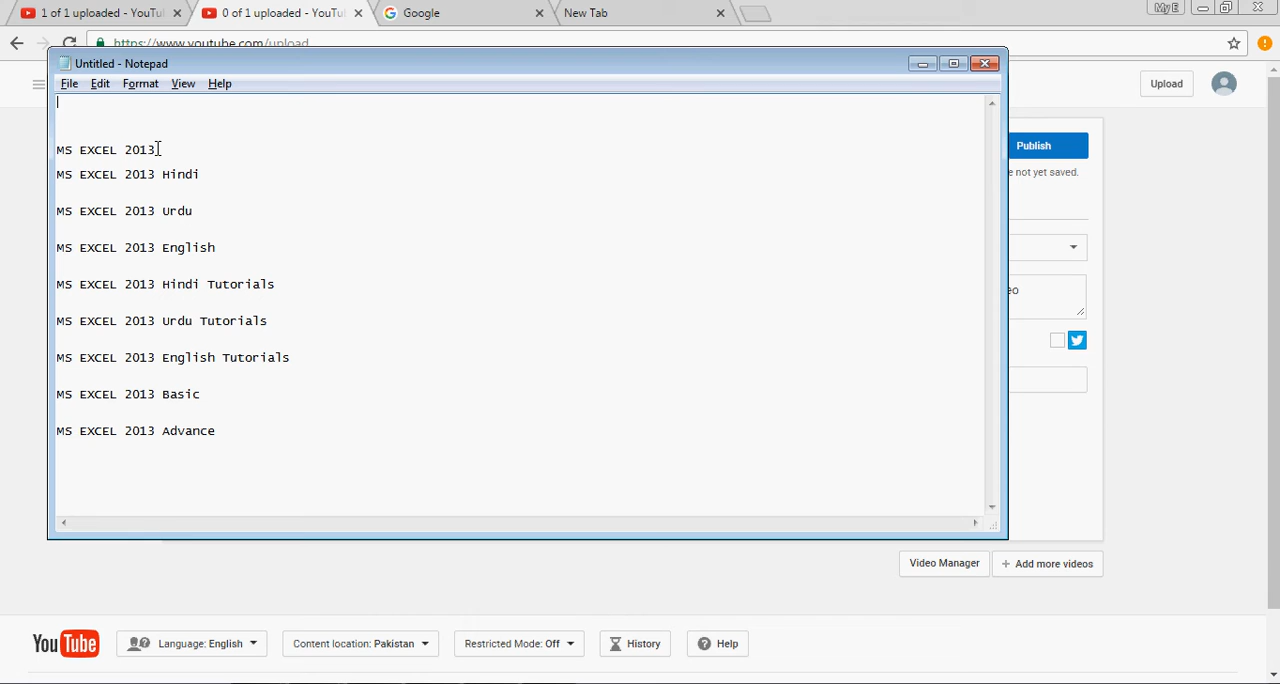 1 of 1 uploaded - YouTu
0 of 1 uploaded - YouTu
Google
New Tab
My E
https://www.youtube.com/upload
Untitled - Notepad
File Edit Format View Help
Upload
MS EXCEL 2013
MS EXCEL 2013 Hindi
MS EXCEL 2013 Urdu
MS EXCEL 2013 English
MS EXCEL 2013 Hindi Tutorials
MS EXCEL 2013 Urdu Tutorials
MS EXCEL 2013 English Tutorials
MS EXCEL 2013 Basic
MS EXCEL 2013 Advance
Publish
e not yet saved.
eo
Video Manager
+ Add more videos
YouTube
Language: English
Content location: Pakistan
Restricted Mode: Off
History
Help